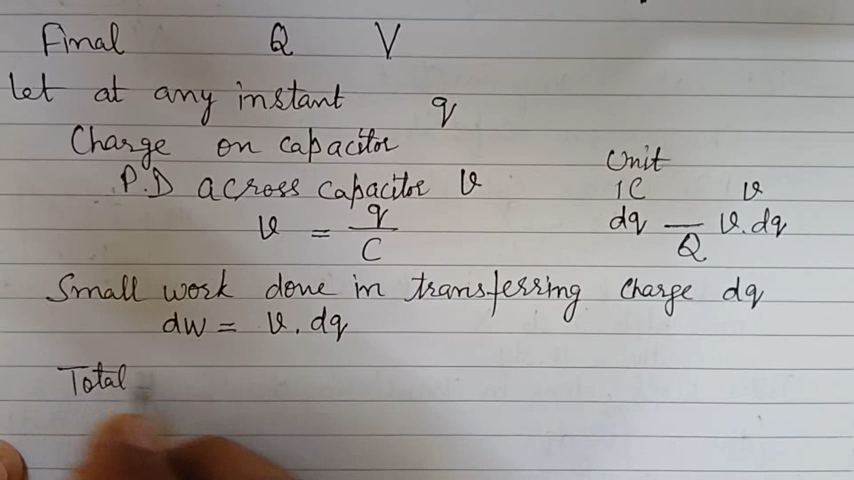 Final Q V
let at any instant q
Charge on capacitor
Unit
P.D across capacitor v
1C v
v = q/C
dq — v.dq
Q
Small work done in transferring charge dq
dW = v.dq
Total